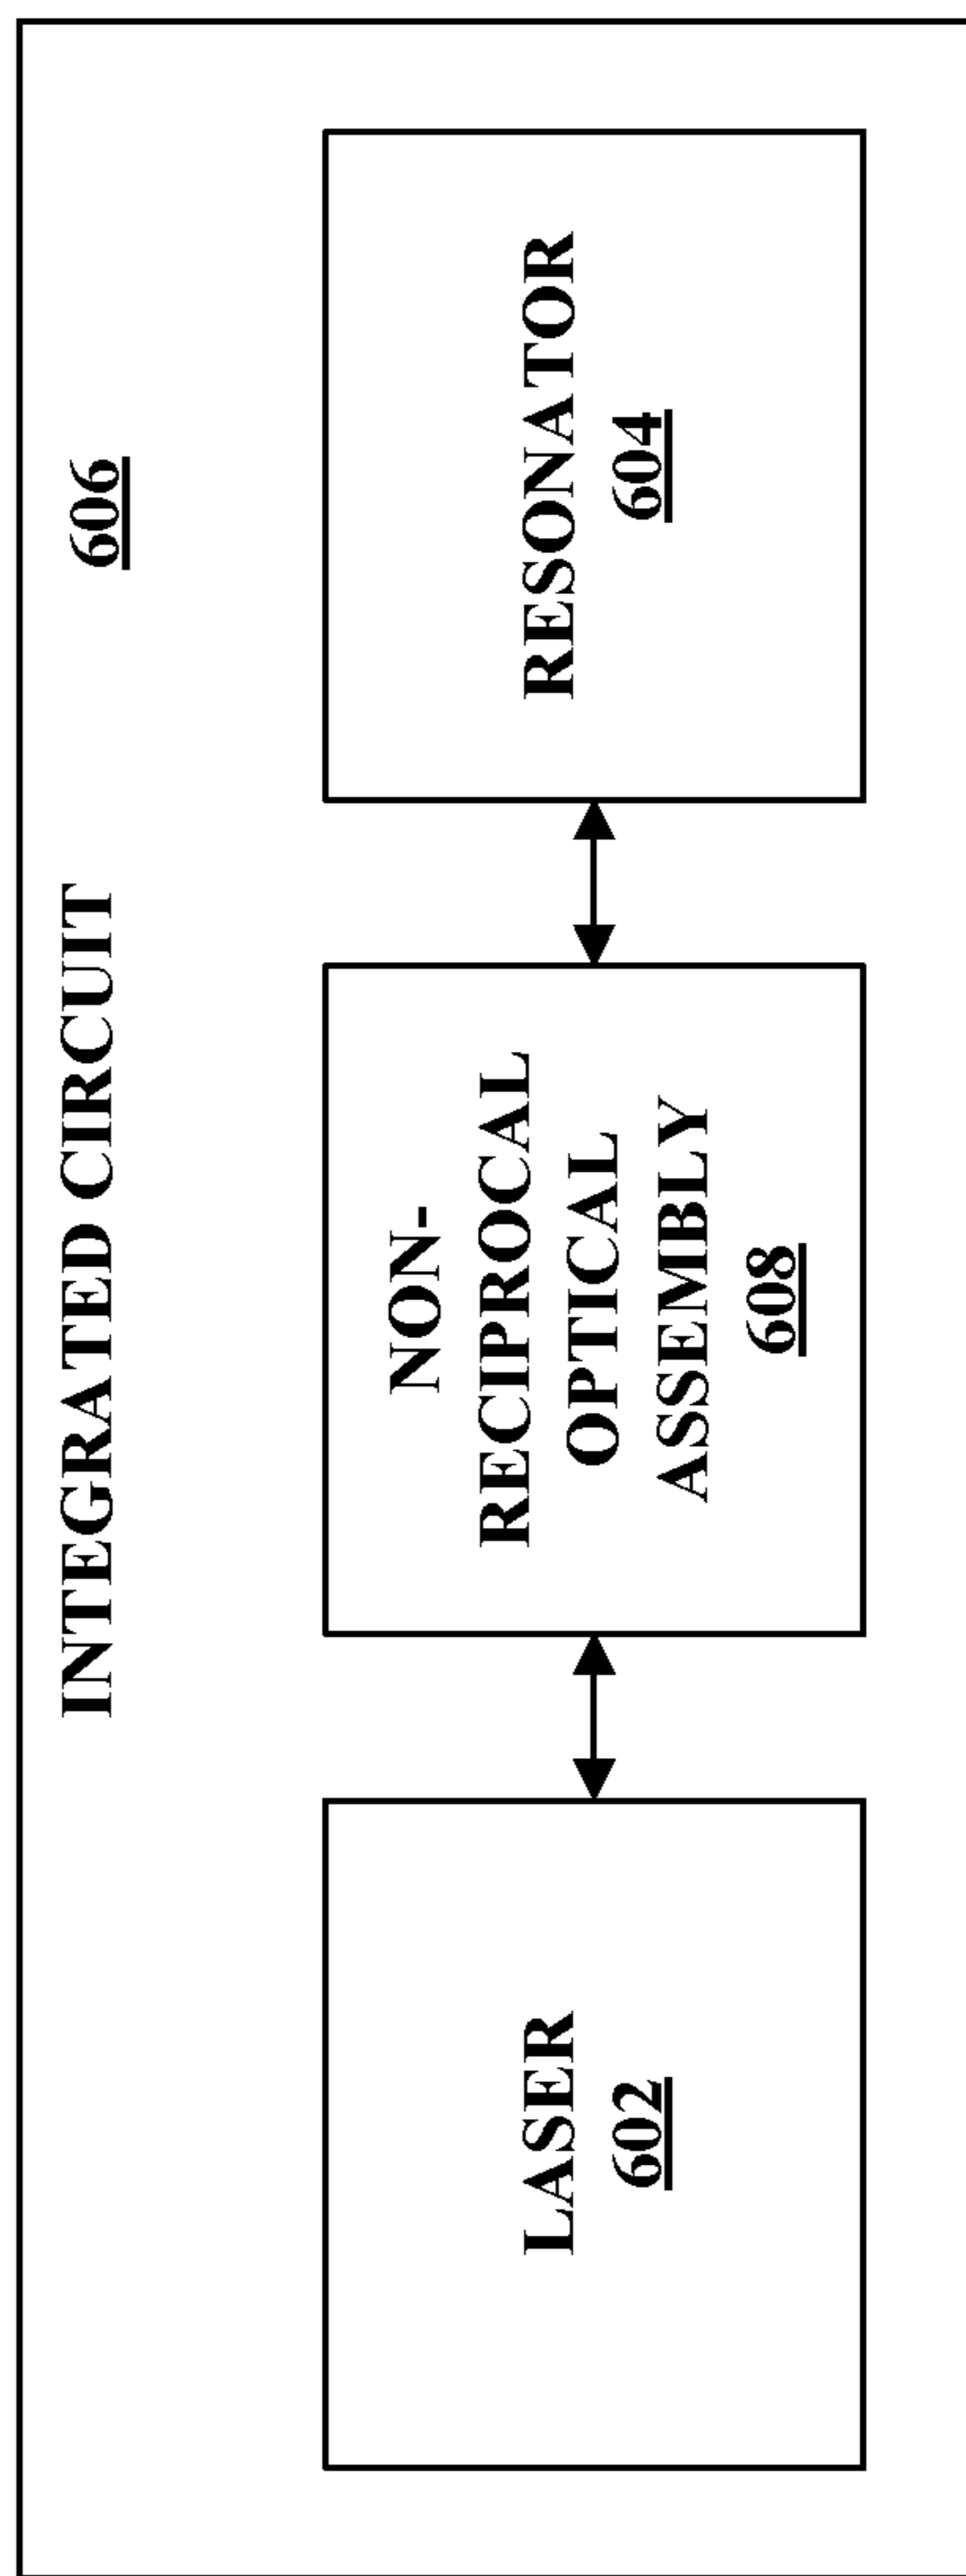 INTEGRATED CIRCUIT
606
LASER
602
NON-
RECIPROCAL
OPTICAL
ASSEMBLY
608
RESONATOR
604